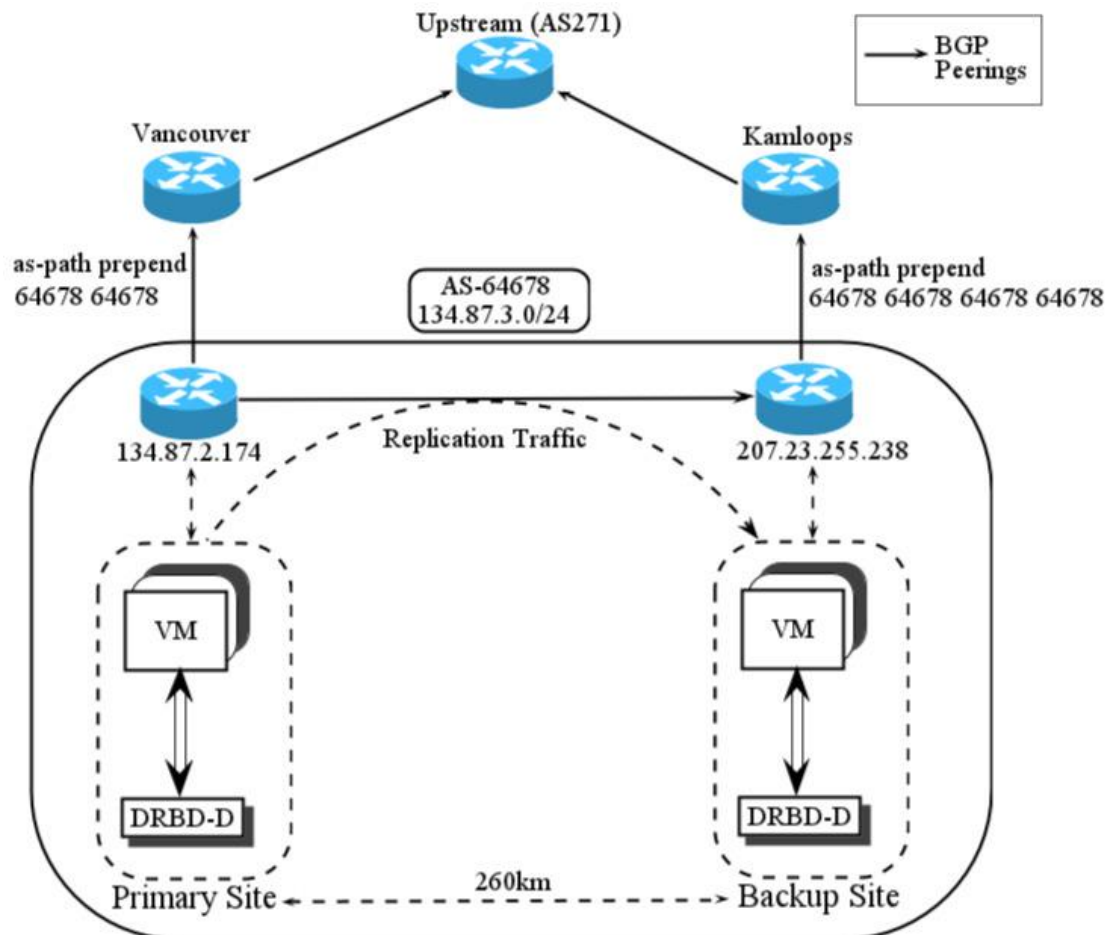 Upstream (AS271)
BGP
Peerings
Vancouver
Kamloops
as-path prepend
64678 64678
AS-64678
134.87.3.0/24
as-path prepend
64678 64678 64678 64678
134.87.2.174
Replication Traffic
207.23.255.238
VM
VM
DRBD-D
DRBD-D
Primary Site
260km
Backup Site